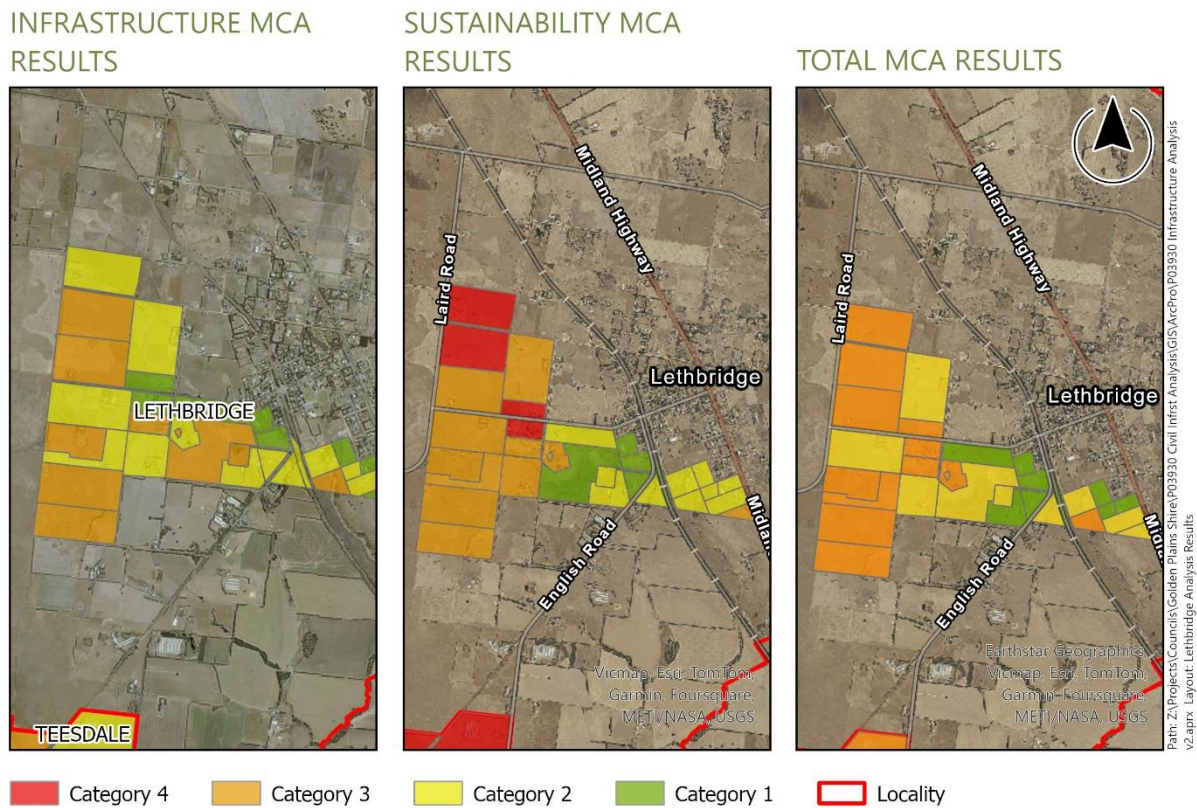 INFRASTRUCTURE MCA
RESULTS
SUSTAINABILITY MCA
RESULTS
TOTAL MCA RESULTS
LETHBRIDGE
TEESDALE
Laird Road
Midland Highway
Lethbridge
English Road
Midlan
Vicmap, Esri, TomTom,
Garmin, Foursquare,
METI/NASA, USGS
Laird Road
Midland Highway
Lethbridge
English Road
Midl
Earthstar Geographics,
Vicmap, Esri, TomTom,
Garmin, Foursquare,
METI/NASA, USGS
Path: Z:\Projects\Councils\Golden Plains Shire\P03930 Civil Infrst Analysis\GIS\ArcPro\P03930 Infrastructure Analysis
v2.aprx Layout: Lethbridge Analysis Results
Category 4
Category 3
Category 2
Category 1
Locality